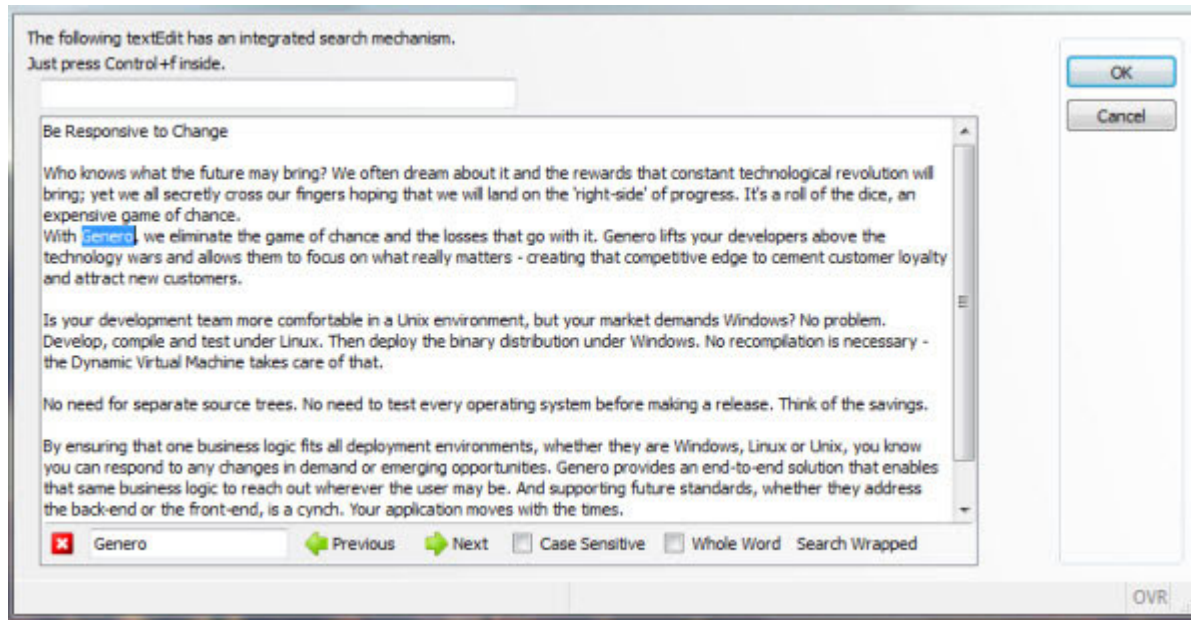 The following textEdit has an integrated search mechanism.
Just press Control+f inside.
OK
Cancel
Be Responsive to Change
Who knows what the future may bring? We often dream about it and the rewards that constant technological revolution will
bring; yet we all secretly cross our fingers hoping that we will land on the 'right-side' of progress. It's a roll of the dice, an
expensive game of chance.
With Genero, we eliminate the game of chance and the losses that go with it. Genero lifts your developers above the
technology wars and allows them to focus on what really matters - creating that competitive edge to cement customer loyalty
and attract new customers.
Is your development team more comfortable in a Unix environment, but your market demands Windows? No problem.
Develop, compile and test under Linux. Then deploy the binary distribution under Windows. No recompilation is necessary -
the Dynamic Virtual Machine takes care of that.
No need for separate source trees. No need to test every operating system before making a release. Think of the savings.
By ensuring that one business logic fits all deployment environments, whether they are Windows, Linux or Unix, you know
you can respond to any changes in demand or emerging opportunities. Genero provides an end-to-end solution that enables
that same business logic to reach out wherever the user may be. And supporting future standards, whether they address
the back-end or the front-end, is a cynch. Your application moves with the times.
Genero Previous Next Case Sensitive Whole Word Search Wrapped
OVR